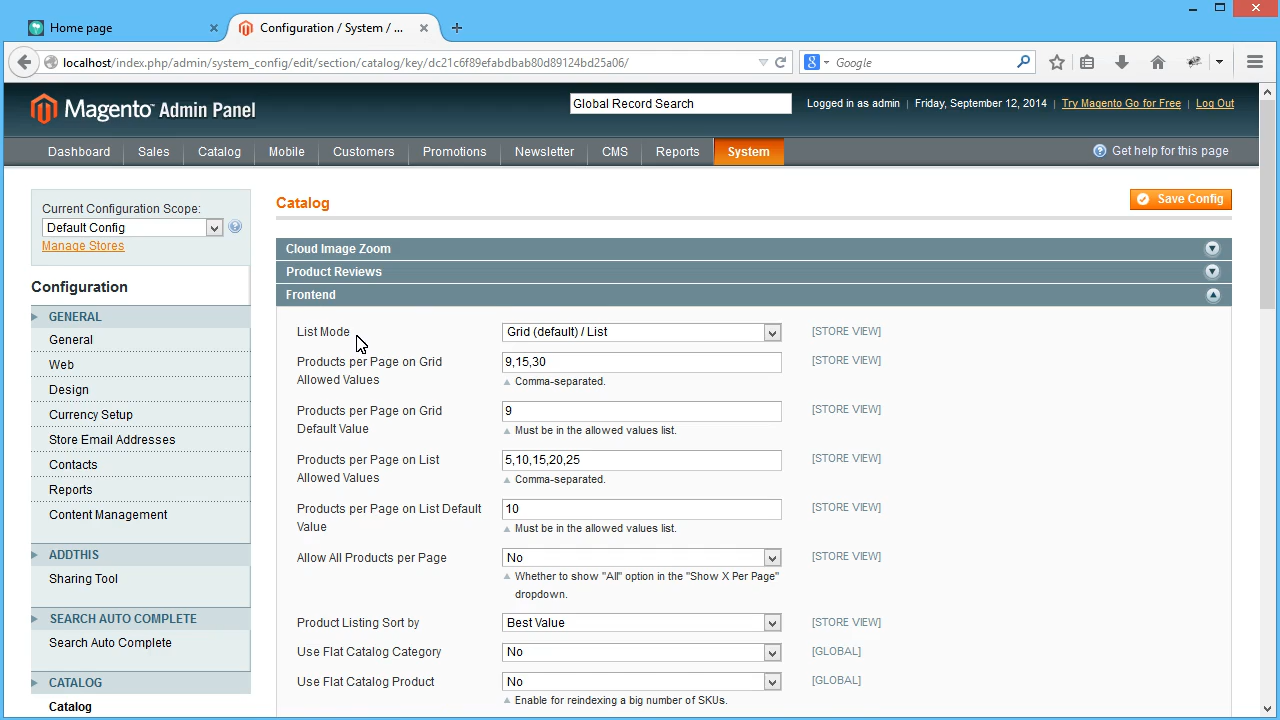 Home page
Configuration / System / ...
localhost/index.php/admin/system_config/edit/section/catalog/key/dc21c6f89efabdbab80d89124bd25a06/
Google
Magento Admin Panel
Global Record Search
Logged in as admin | Friday, September 12, 2014 | Try Magento Go for Free | Log Out
Dashboard
Sales
Catalog
Mobile
Customers
Promotions
Newsletter
CMS
Reports
System
Get help for this page
Current Configuration Scope:
Default Config
Manage Stores
Configuration
GENERAL
General
Web
Design
Currency Setup
Store Email Addresses
Contacts
Reports
Content Management
ADDTHIS
Sharing Tool
SEARCH AUTO COMPLETE
Search Auto Complete
CATALOG
Catalog
Catalog
Save Config
Cloud Image Zoom
Product Reviews
Frontend
List Mode
Grid (default) / List
[STORE VIEW]
Products per Page on Grid
Allowed Values
9,15,30
[STORE VIEW]
Comma-separated.
Products per Page on Grid
Default Value
9
[STORE VIEW]
Must be in the allowed values list.
Products per Page on List
Allowed Values
5,10,15,20,25
[STORE VIEW]
Comma-separated.
Products per Page on List Default
Value
10
[STORE VIEW]
Must be in the allowed values list.
Allow All Products per Page
No
[STORE VIEW]
Whether to show "All" option in the "Show X Per Page"
dropdown.
Product Listing Sort by
Best Value
[STORE VIEW]
Use Flat Catalog Category
No
[GLOBAL]
Use Flat Catalog Product
No
[GLOBAL]
Enable for reindexing a big number of SKUs.